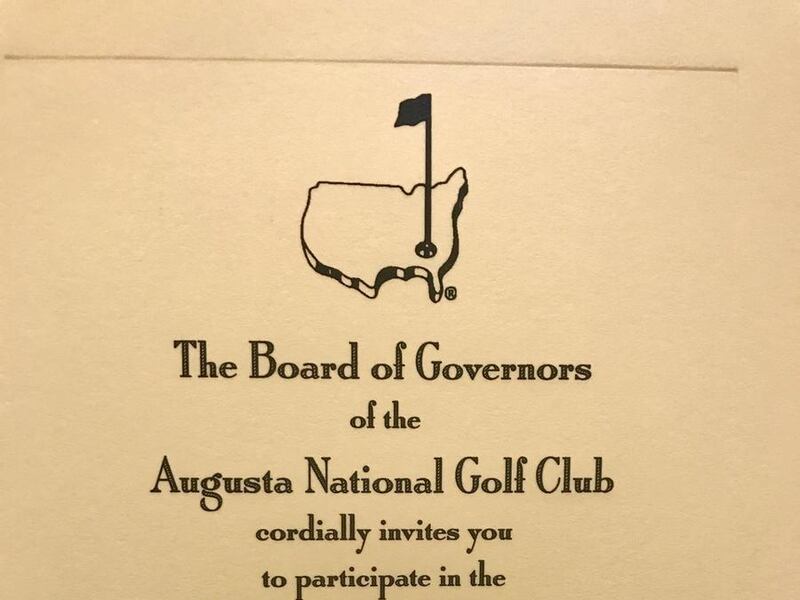 ®
The Board of Governors
of the
Augusta National Golf Club
cordially invites you
to participate in the